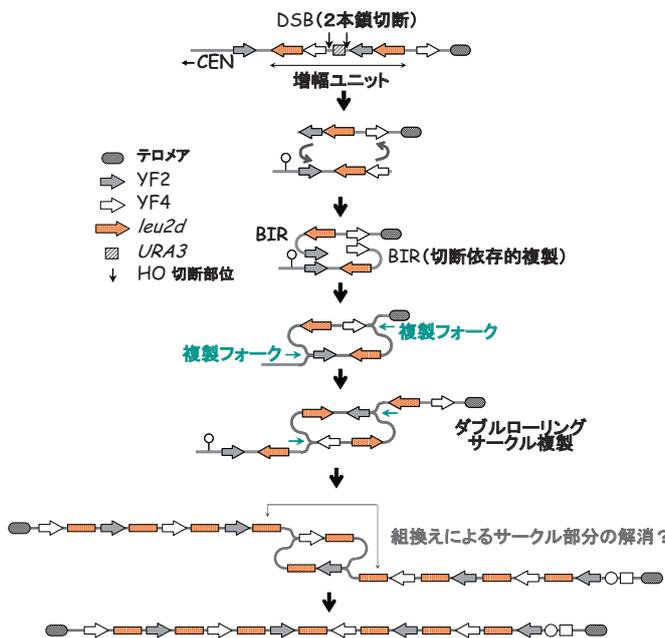 DSB(2本鎖切断)
←CEN
増幅ユニット
テロメア
YF2
YF4
leu2d
URA3
HO 切断部位
BIR
BIR(切断依存的複製)
複製フォーク
複製フォーク
ダブルローリング
サークル複製
組換えによるサークル部分の解消?